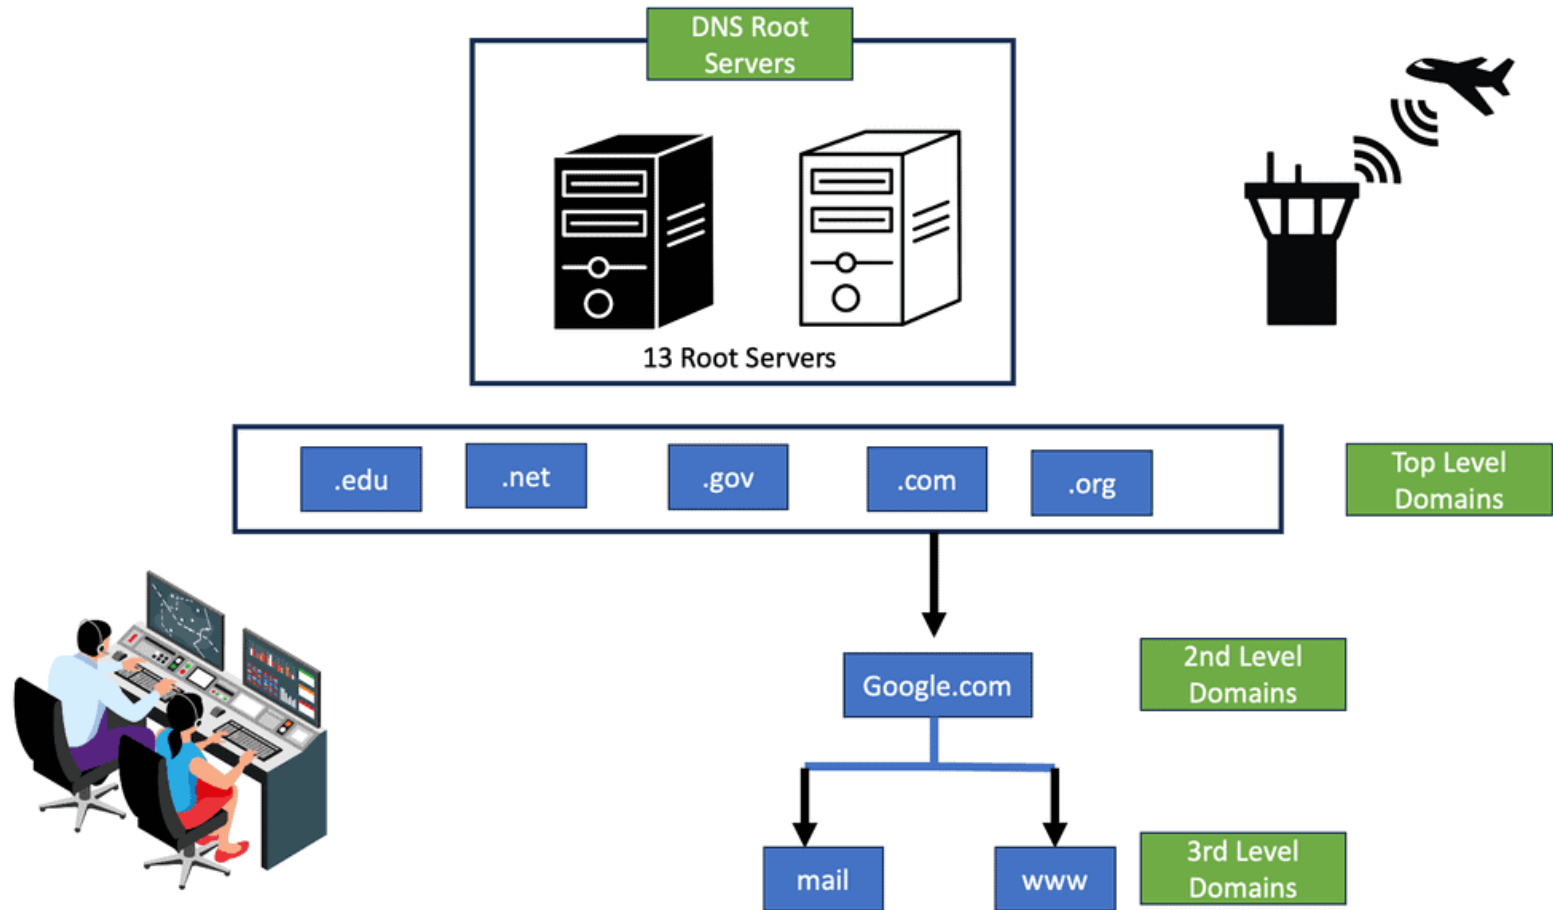 DNS Root
Servers
13 Root Servers
.edu
.net
.gov
.com
.org
Top Level
Domains
Google.com
2nd Level
Domains
mail
www
3rd Level
Domains